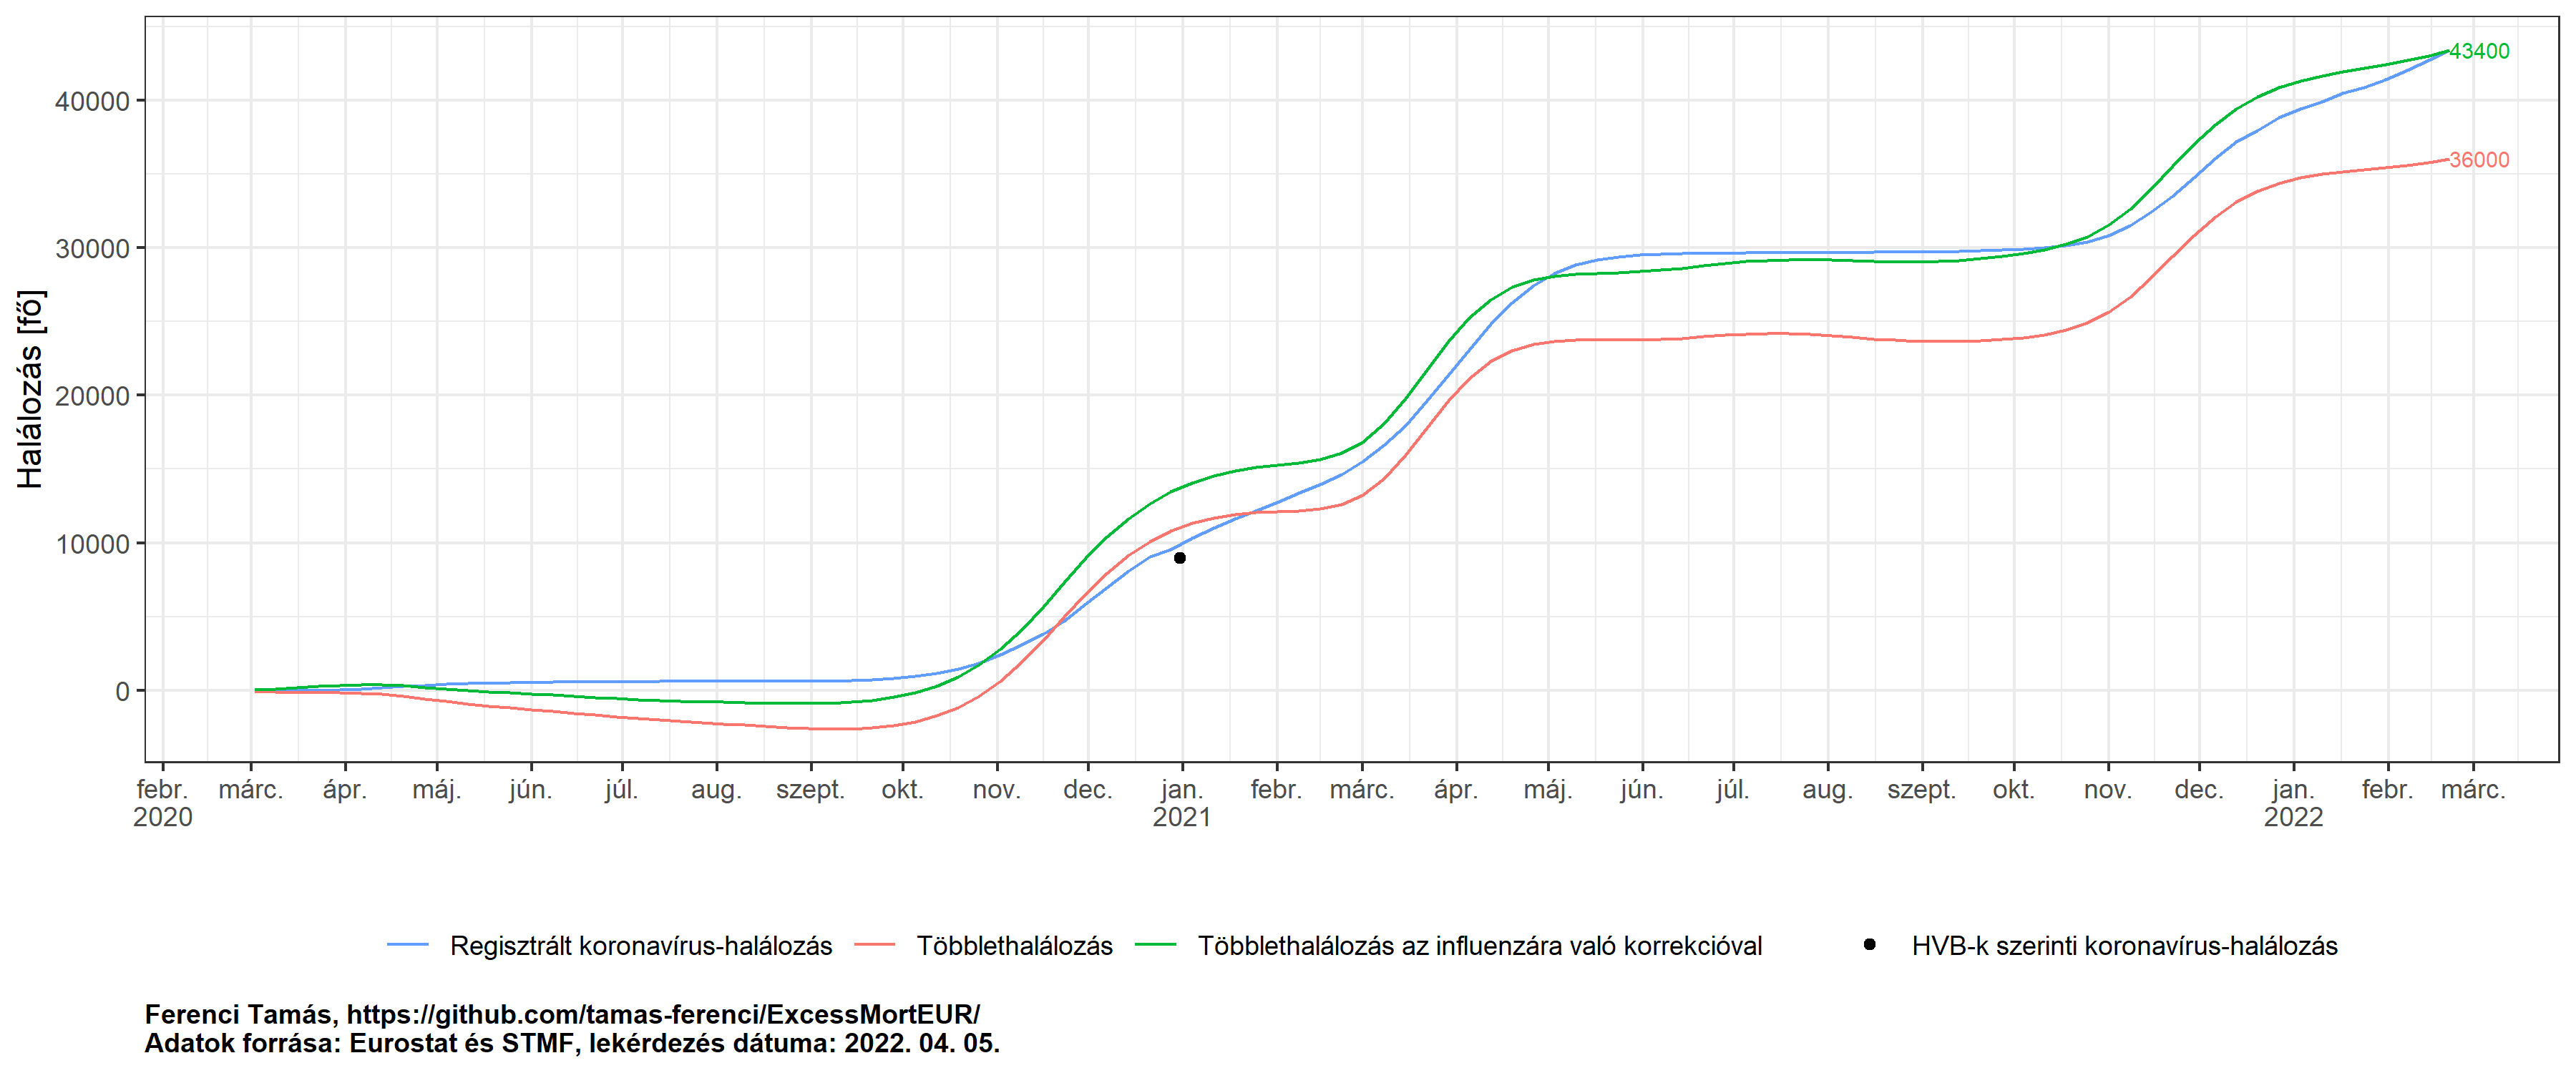 43400
36000
40000
30000
20000
10000
0
Halálozás [fő]
febr. márc. ápr. máj. jún. júl. aug. szept. okt. nov. dec. jan. febr. márc. ápr. máj. jún. júl. aug. szept. okt. nov. dec. jan. febr. márc.
2020 2021 2022
Regisztrált koronavírus-halálozás Többlethalálozás Többlethalálozás az influenzára való korrekcióval HVB-k szerinti koronavírus-halálozás
Ferenci Tamás, https://github.com/tamas-ferenci/ExcessMortEUR/
Adatok forrása: Eurostat és STMF, lekérdezés dátuma: 2022. 04. 05.